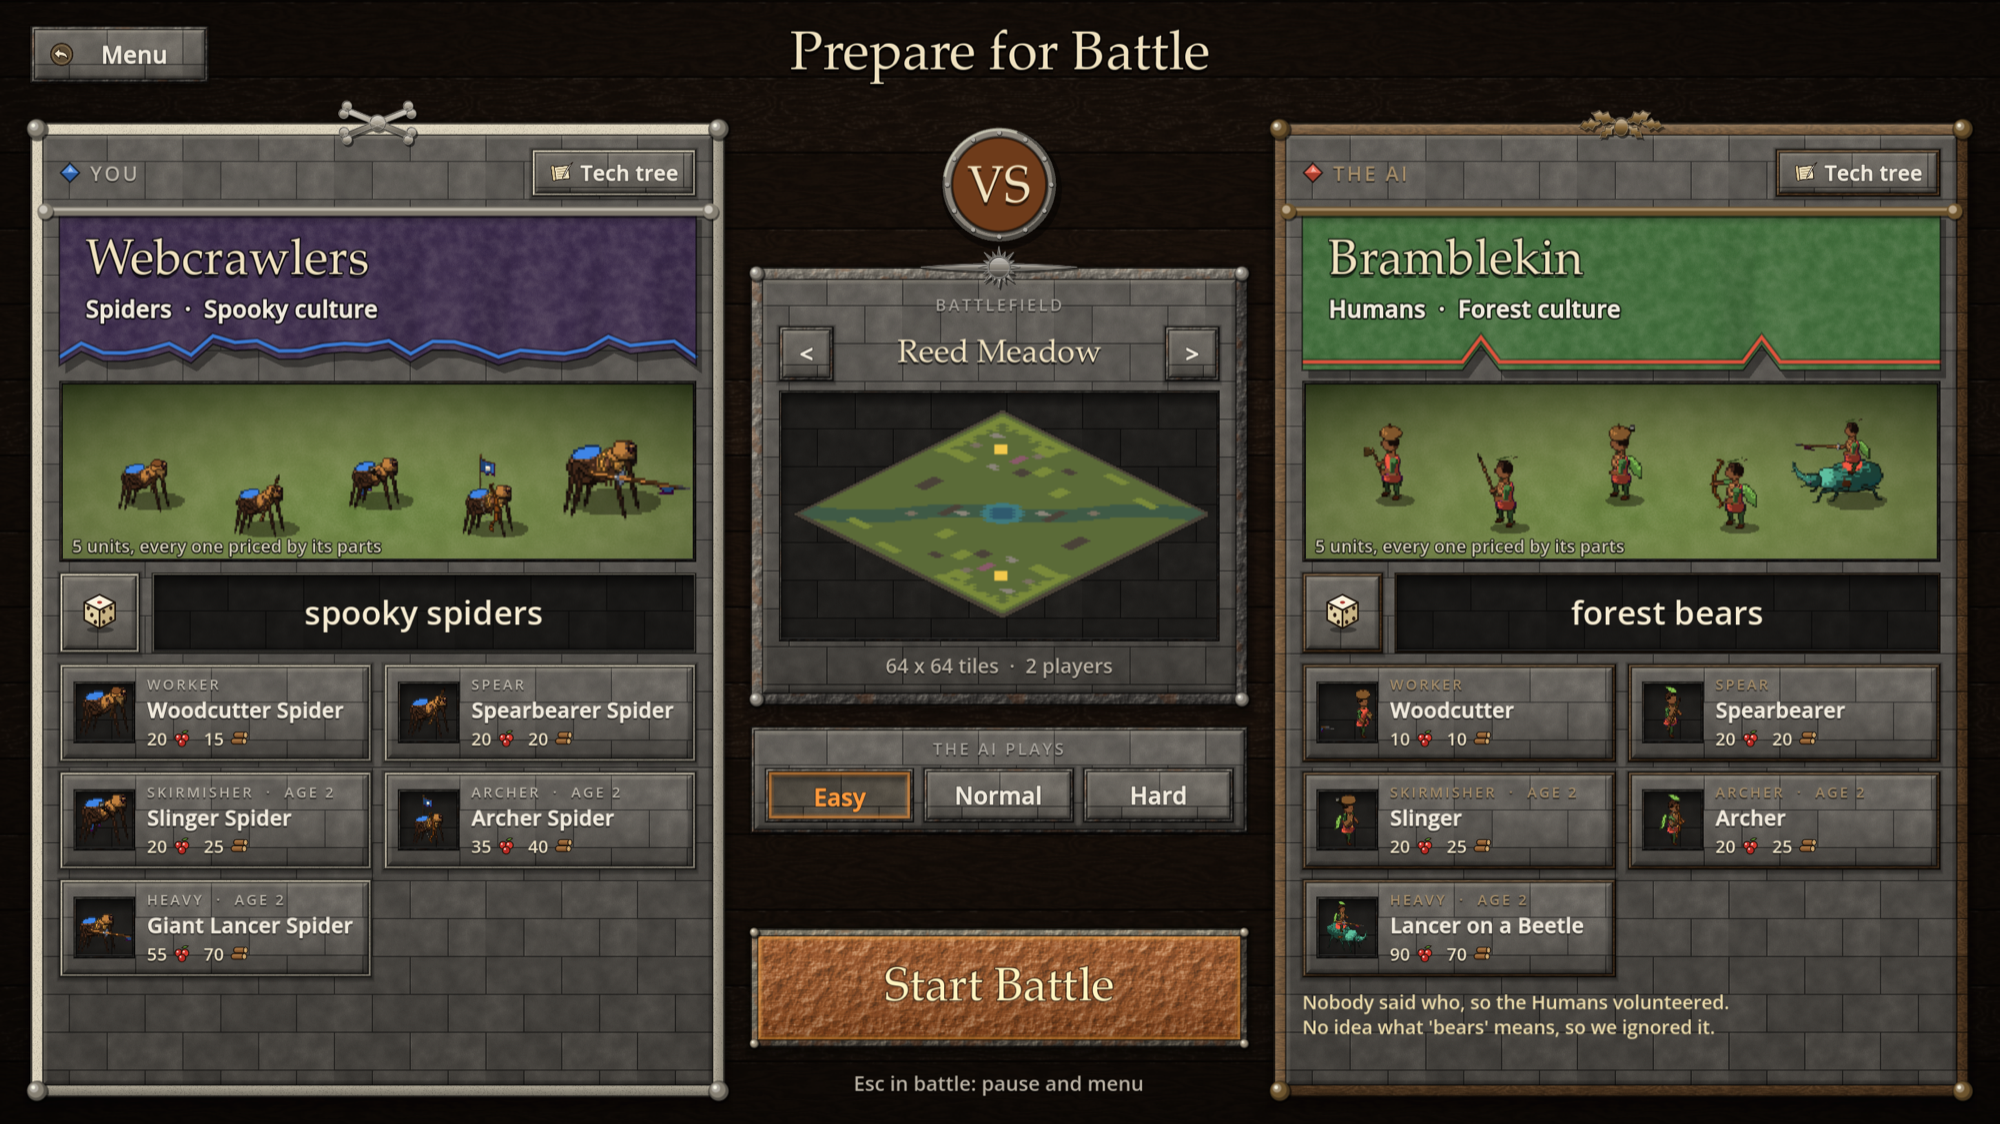 Menu
Prepare for Battle
YOU
Tech tree
Webcrawlers
Spiders · Spooky culture
5 units, every one priced by its parts
spooky spiders
WORKER
Woodcutter Spider
20 15
SPEAR
Spearbearer Spider
20 20
SKIRMISHER · AGE 2
Slinger Spider
20 25
ARCHER · AGE 2
Archer Spider
35 40
HEAVY · AGE 2
Giant Lancer Spider
55 70
VS
BATTLEFIELD
<
Reed Meadow
>
64 x 64 tiles · 2 players
THE AI PLAYS
Easy
Normal
Hard
Start Battle
Esc in battle: pause and menu
THE AI
Tech tree
Bramblekin
Humans · Forest culture
5 units, every one priced by its parts
forest bears
WORKER
Woodcutter
10 10
SPEAR
Spearbearer
20 20
SKIRMISHER · AGE 2
Slinger
20 25
ARCHER · AGE 2
Archer
20 25
HEAVY · AGE 2
Lancer on a Beetle
90 70
Nobody said who, so the Humans volunteered.
No idea what 'bears' means, so we ignored it.